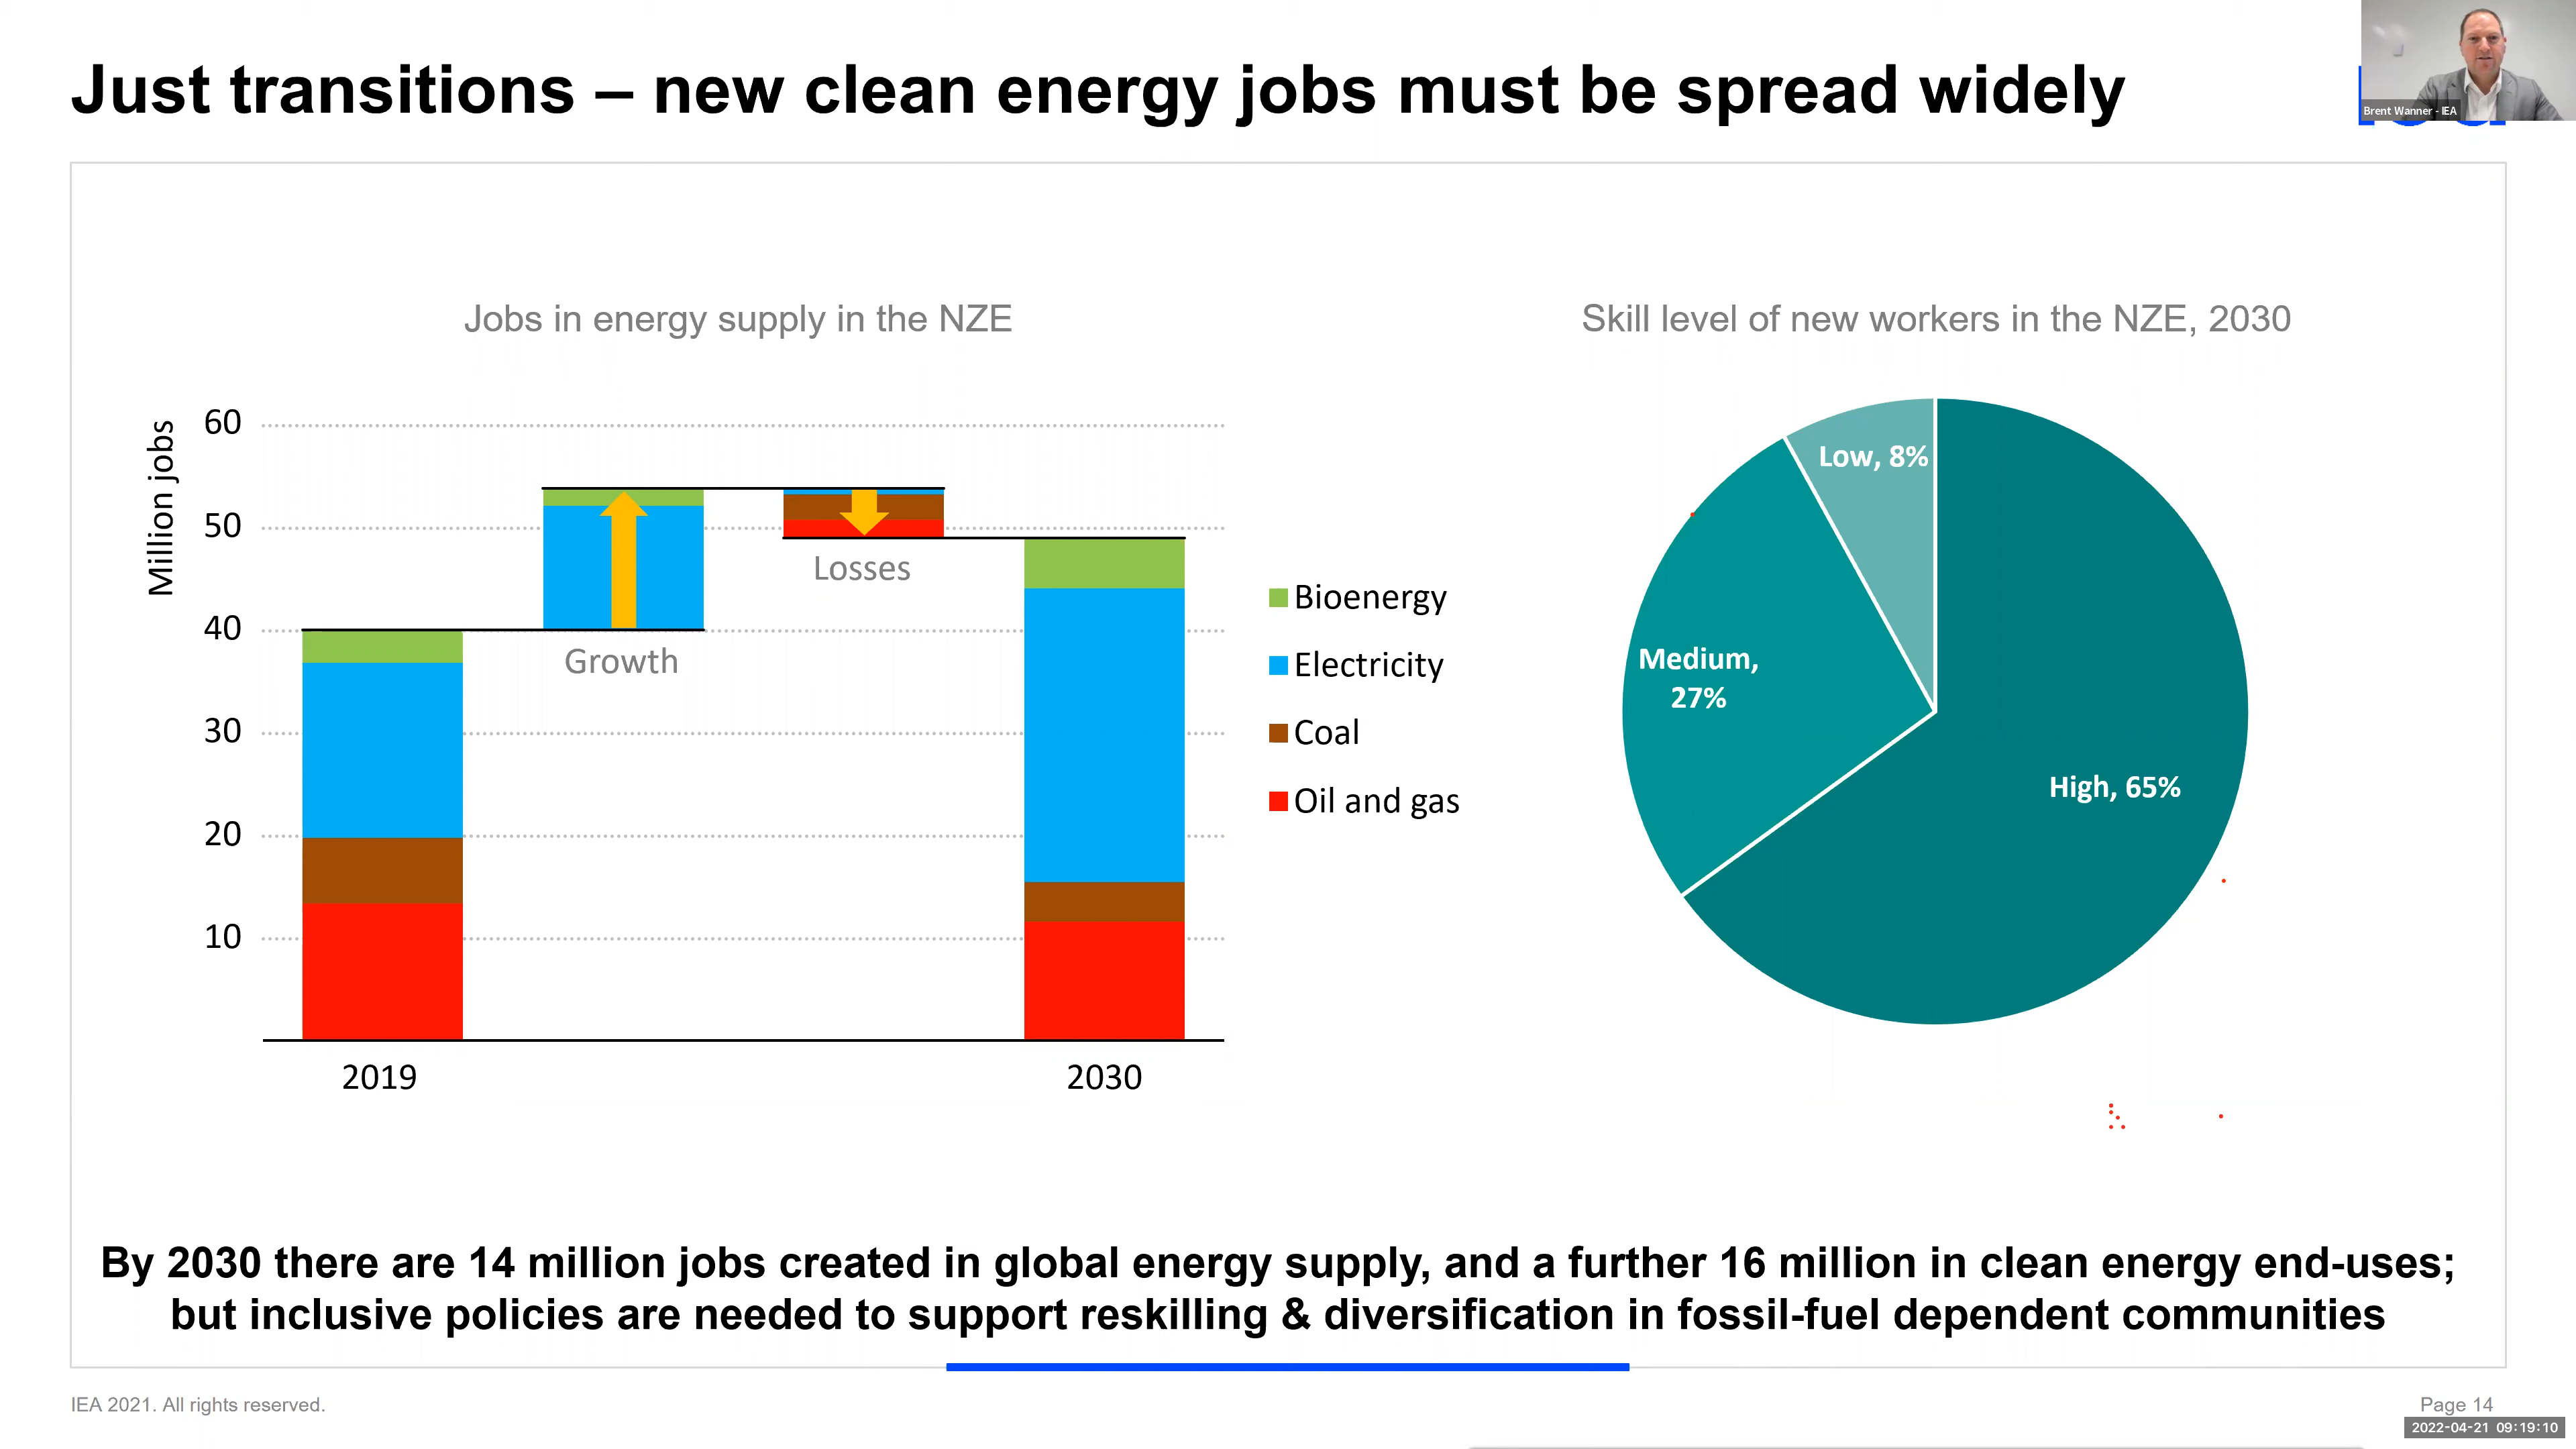 Just transitions – new clean energy jobs must be spread widely
Brent Wanner - IEA
Jobs in energy supply in the NZE
Million jobs
60
50
40
30
20
10
Growth
Losses
2019
2030
Bioenergy
Electricity
Coal
Oil and gas
Skill level of new workers in the NZE, 2030
Low, 8%
Medium,
27%
High, 65%
By 2030 there are 14 million jobs created in global energy supply, and a further 16 million in clean energy end-uses;
but inclusive policies are needed to support reskilling & diversification in fossil-fuel dependent communities
IEA 2021. All rights reserved.
Page 14
2022-04-21 09:19:10